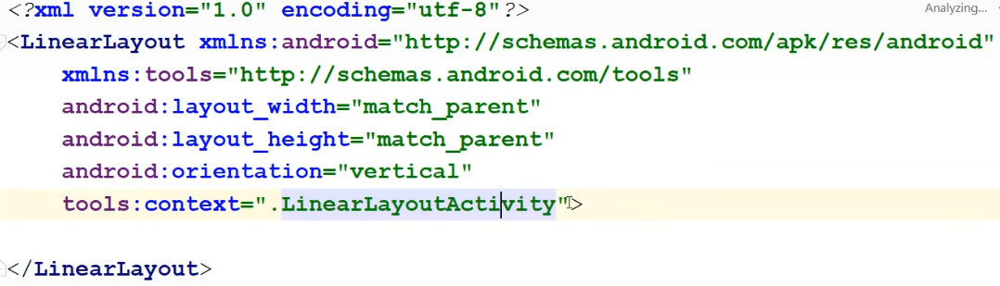 <?xml version="1.0" encoding="utf-8"?>
Analyzing...
<LinearLayout xmlns:android="http://schemas.android.com/apk/res/android"
    xmlns:tools="http://schemas.android.com/tools"
    android:layout_width="match_parent"
    android:layout_height="match_parent"
    android:orientation="vertical"
    tools:context=".LinearLayoutActivity">
</LinearLayout>